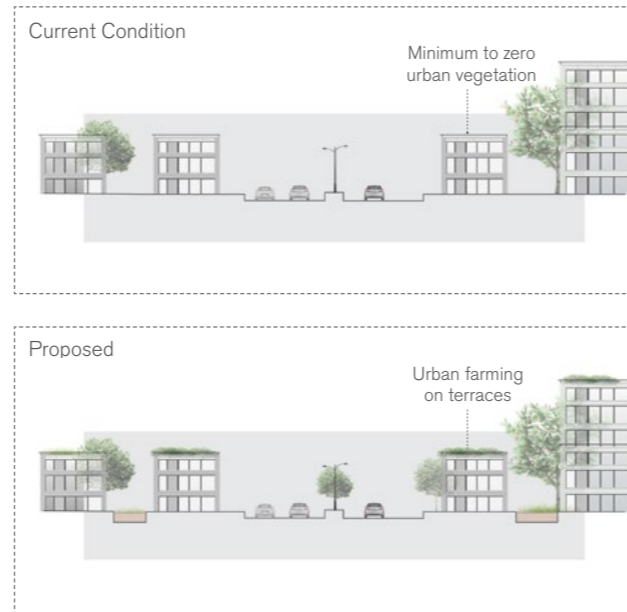 Current Condition
Minimum to zero
urban vegetation
Proposed
Urban farming
on terraces